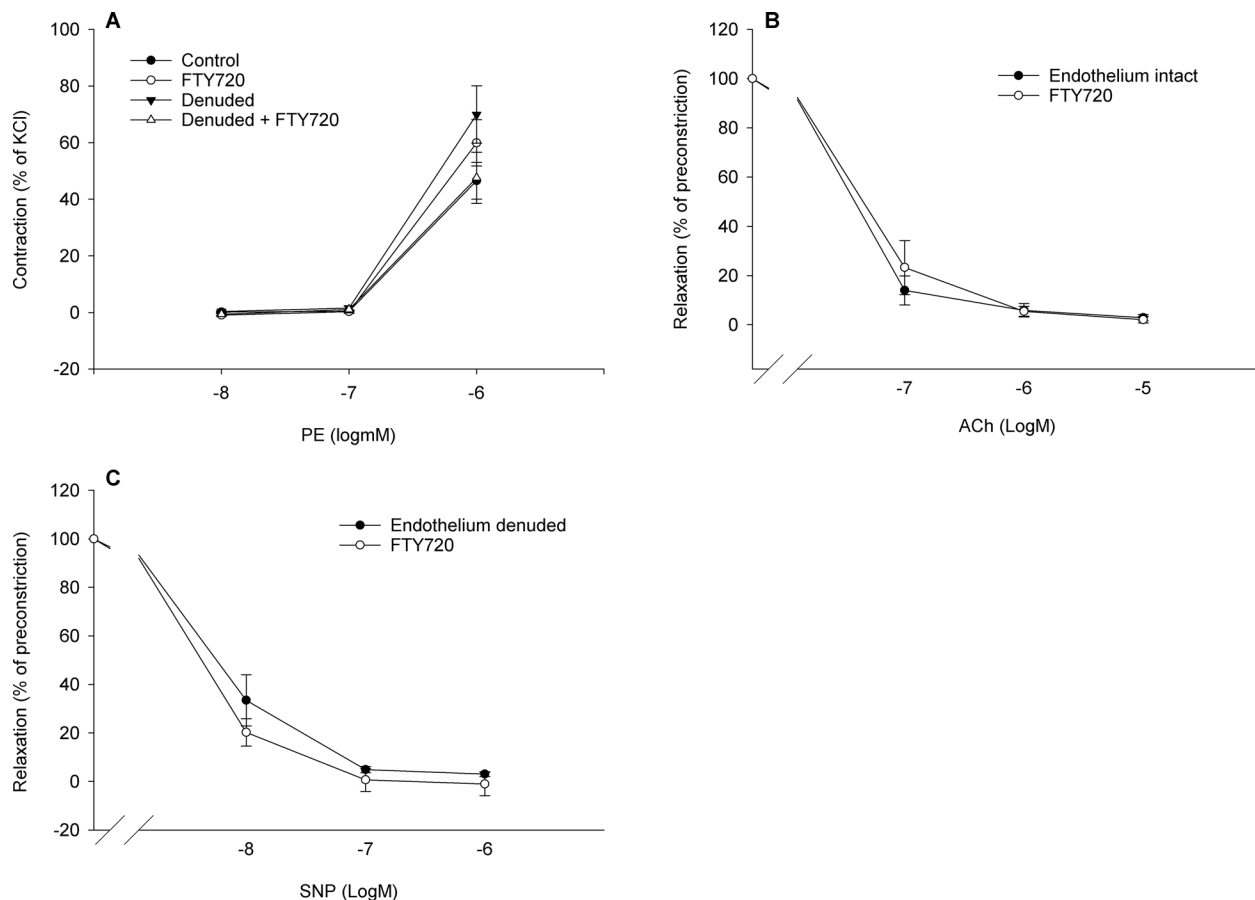 A
Contraction (% of KCl)
100
80
60
40
20
0
-20
Control
FTY720
Denuded
Denuded + FTY720
-8 -7 -6
PE (logmM)
B
Relaxation (% of preconstriction)
120
100
80
60
40
20
0
Endothelium intact
FTY720
-7 -6 -5
ACh (LogM)
C
Relaxation (% of preconstriction)
120
100
80
60
40
20
0
-20
Endothelium denuded
FTY720
-8 -7 -6
SNP (LogM)